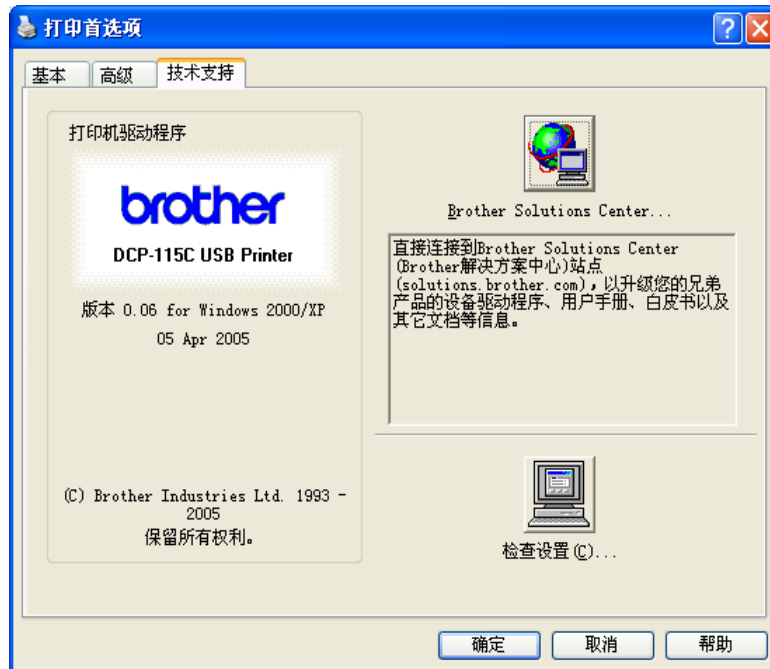 打印首选项
基本
高级
技术支持
打印机驱动程序
brother
DCP-115C USB Printer
版本 0.06 for Windows 2000/XP
05 Apr 2005
(C) Brother Industries Ltd. 1993 -
2005
保留所有权利。
Brother Solutions Center...
直接连接到Brother Solutions Center
(Brother解决方案中心)站点
(solutions.brother.com)，以升级您的兄弟
产品的设备驱动程序、用户手册、白皮书以及
其它文档等信息。
检查设置(C)...
确定
取消
帮助